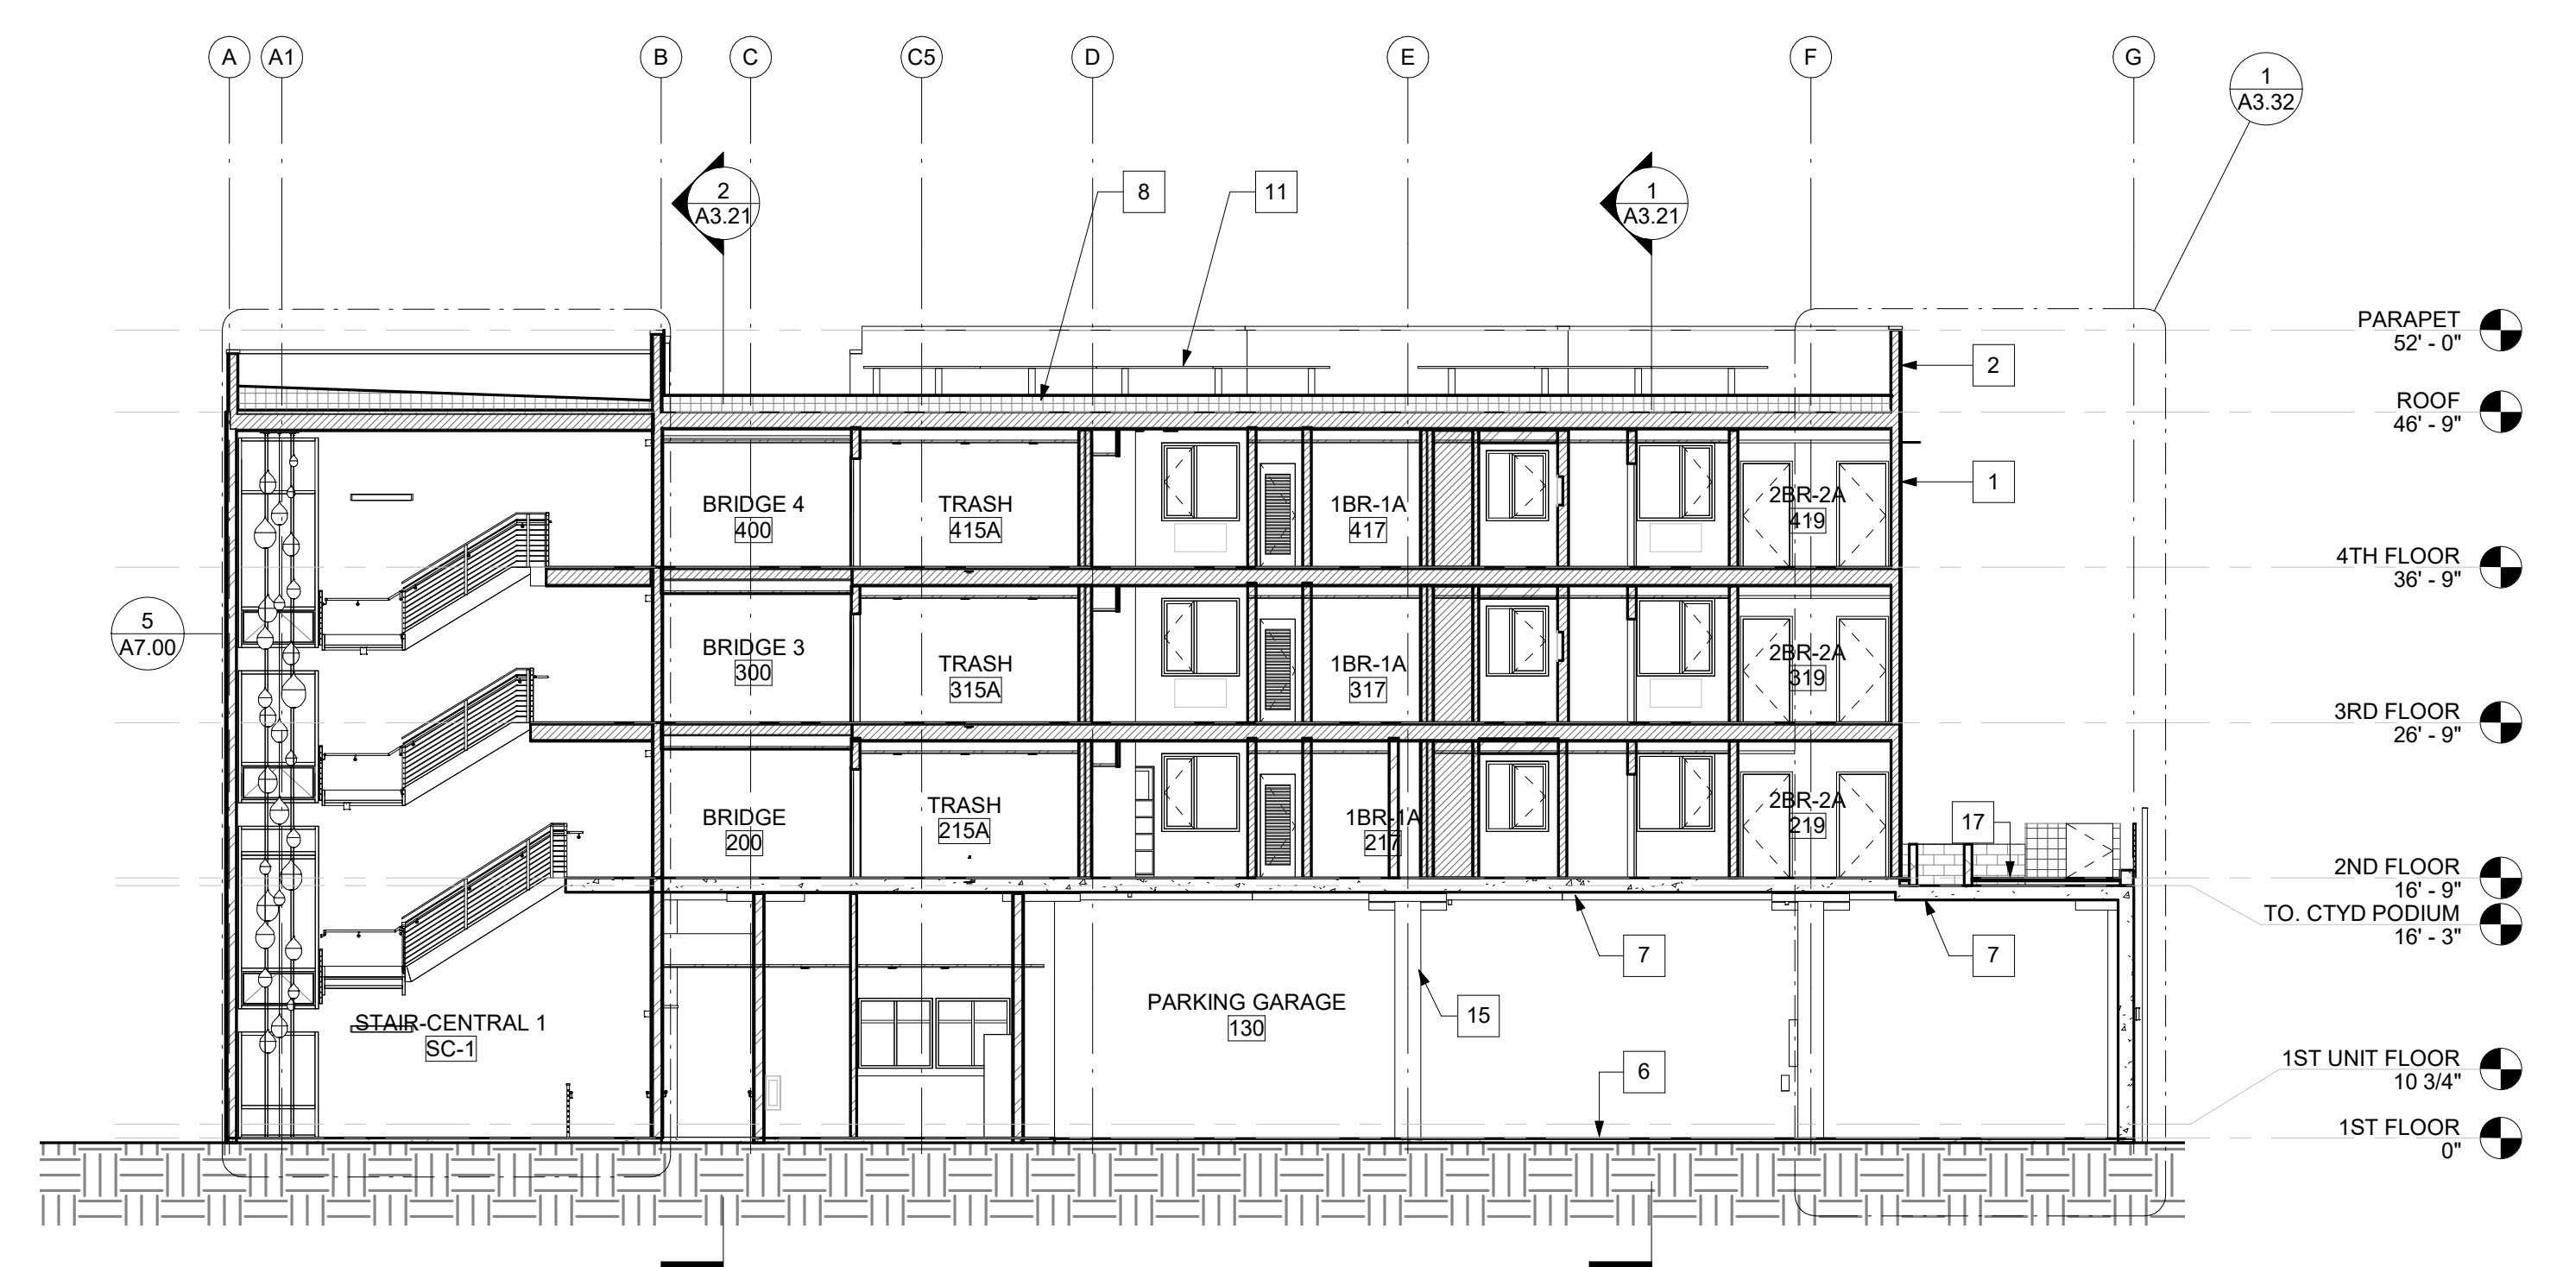 A
A1
B
C
C5
D
E
F
G
1
A3.32
2
A3.21
8
11
1
A3.21
PARAPET
52' - 0"
2
ROOF
46' - 9"
1
BRIDGE 4
400
TRASH
415A
1BR-1A
417
2BR-2A
419
4TH FLOOR
36' - 9"
5
A7.00
BRIDGE 3
300
TRASH
315A
1BR-1A
317
2BR-2A
319
3RD FLOOR
26' - 9"
BRIDGE
200
TRASH
215A
1BR-1A
217
2BR-2A
219
17
2ND FLOOR
16' - 9"
TO. CTYD PODIUM
16' - 3"
7
7
STAIR-CENTRAL 1
SC-1
PARKING GARAGE
130
15
6
1ST UNIT FLOOR
10 3/4"
1ST FLOOR
0"